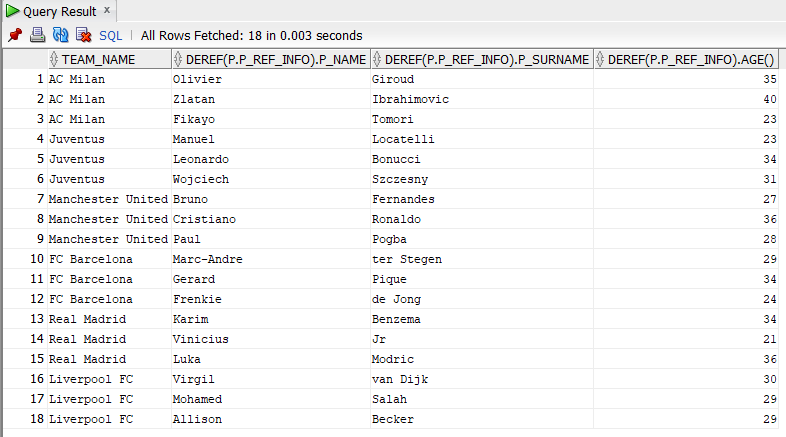 Query Result x
SQL | All Rows Fetched: 18 in 0.003 seconds
TEAM_NAME DEREF(P.P_REF_INFO).P_NAME DEREF(P.P_REF_INFO).P_SURNAME DEREF(P.P_REF_INFO).AGE()
1 AC Milan Olivier Giroud 35
2 AC Milan Zlatan Ibrahimovic 40
3 AC Milan Fikayo Tomori 23
4 Juventus Manuel Locatelli 23
5 Juventus Leonardo Bonucci 34
6 Juventus Wojciech Szczesny 31
7 Manchester United Bruno Fernandes 27
8 Manchester United Cristiano Ronaldo 36
9 Manchester United Paul Pogba 28
10 FC Barcelona Marc-Andre ter Stegen 29
11 FC Barcelona Gerard Pique 34
12 FC Barcelona Frenkie de Jong 24
13 Real Madrid Karim Benzema 34
14 Real Madrid Vinicius Jr 21
15 Real Madrid Luka Modric 36
16 Liverpool FC Virgil van Dijk 30
17 Liverpool FC Mohamed Salah 29
18 Liverpool FC Allison Becker 29